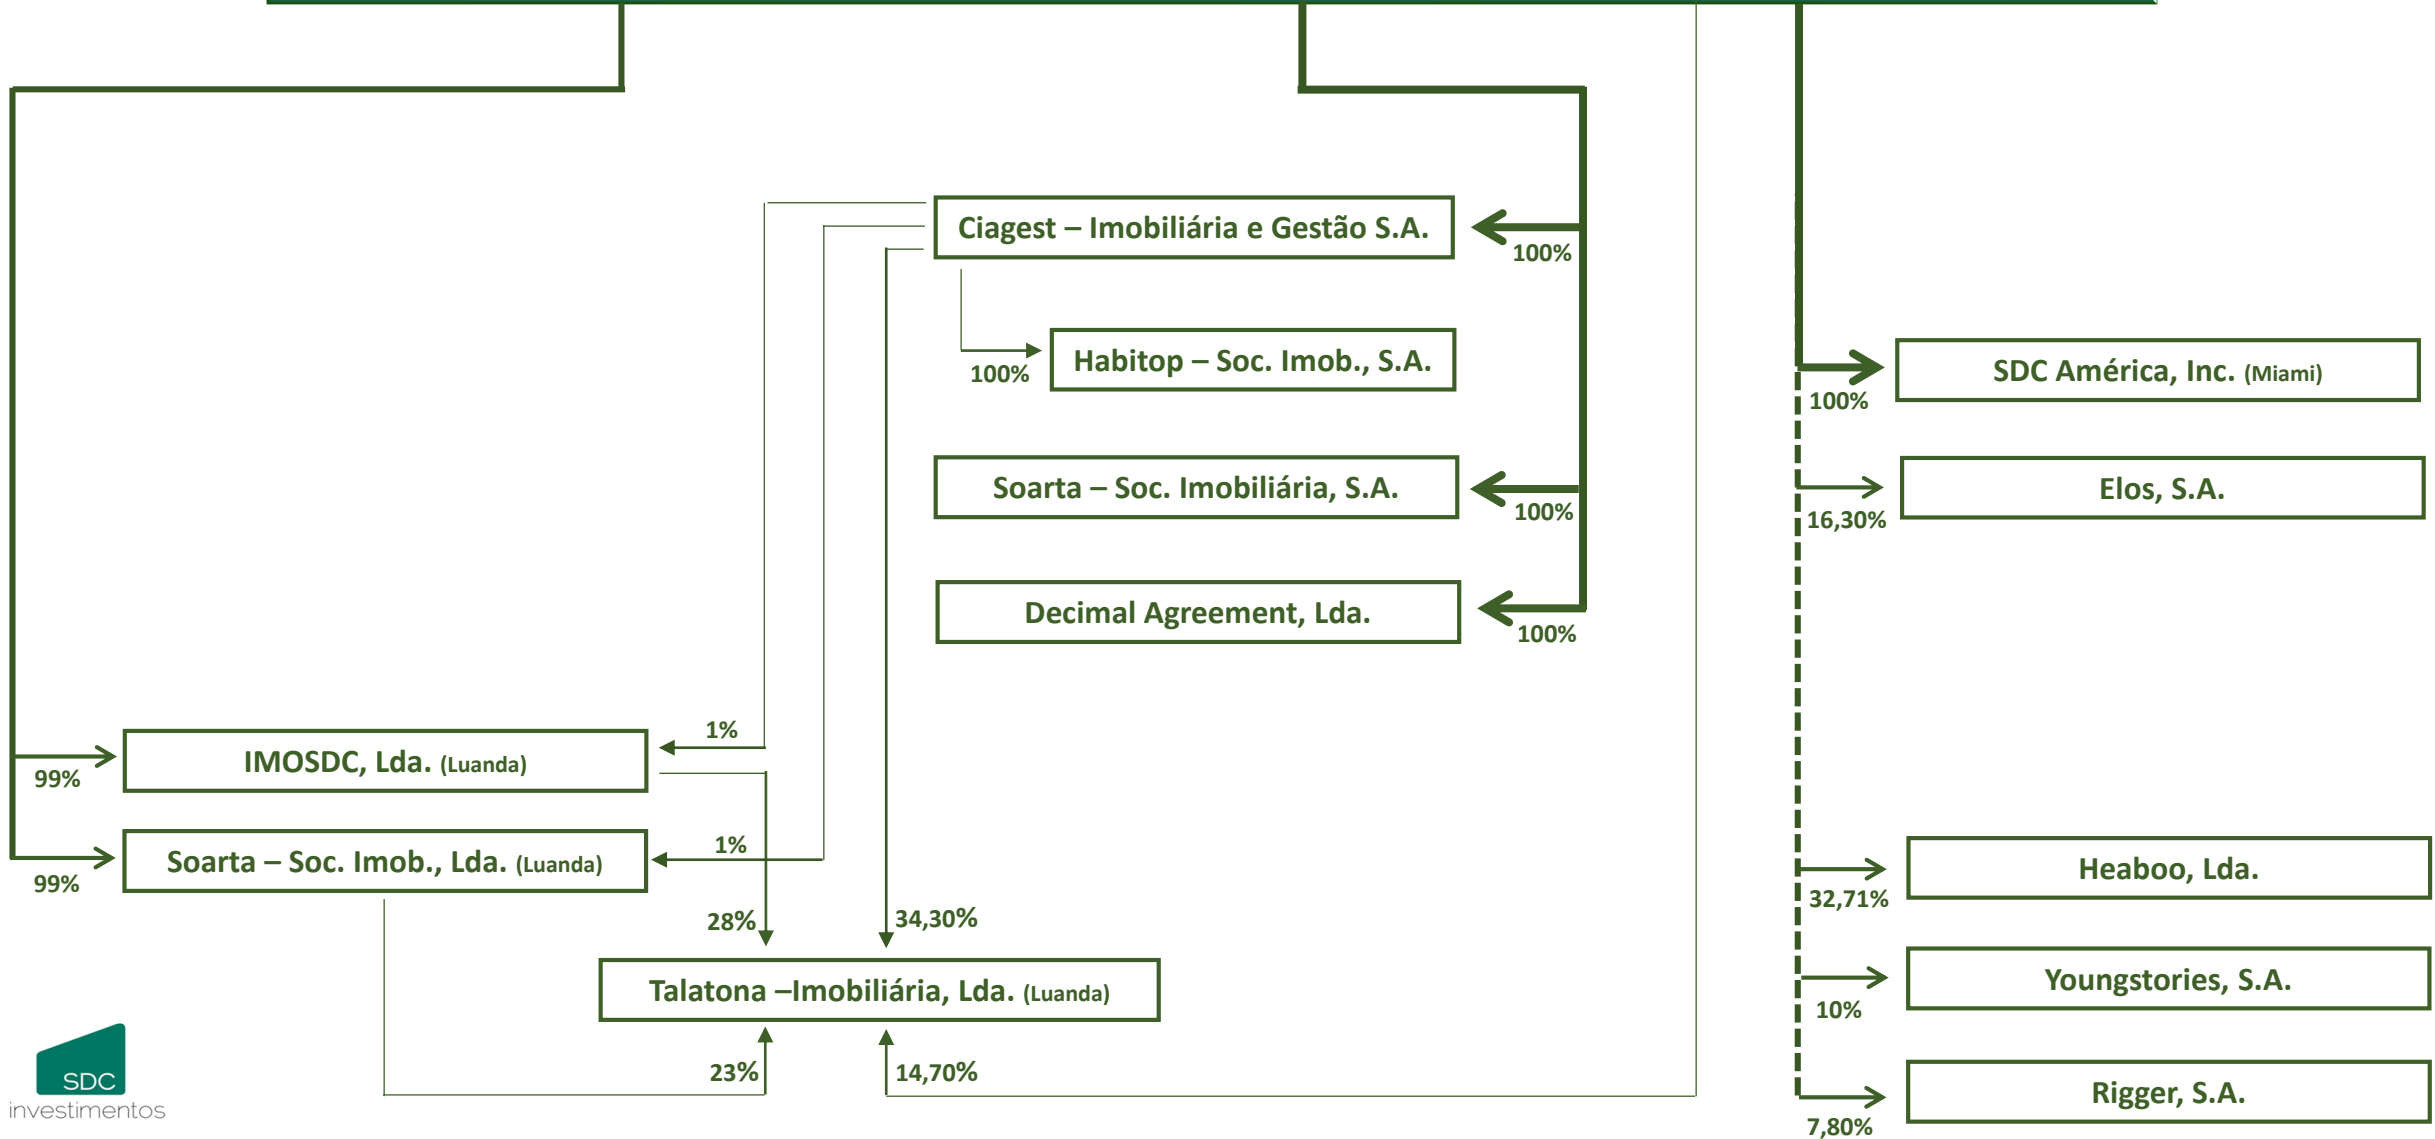 Ciagest – Imobiliária e Gestão S.A.
100%
Habitop – Soc. Imob., S.A.
100%
SDC América, Inc. (Miami)
100%
Soarta – Soc. Imobiliária, S.A.
100%
Elos, S.A.
16,30%
Decimal Agreement, Lda.
100%
1%
IMOSDC, Lda. (Luanda)
99%
1%
Soarta – Soc. Imob., Lda. (Luanda)
99%
Heaboo, Lda.
32,71%
28%
34,30%
Talatona –Imobiliária, Lda. (Luanda)
Youngstories, S.A.
10%
23%
14,70%
Rigger, S.A.
7,80%
SDC
investimentos